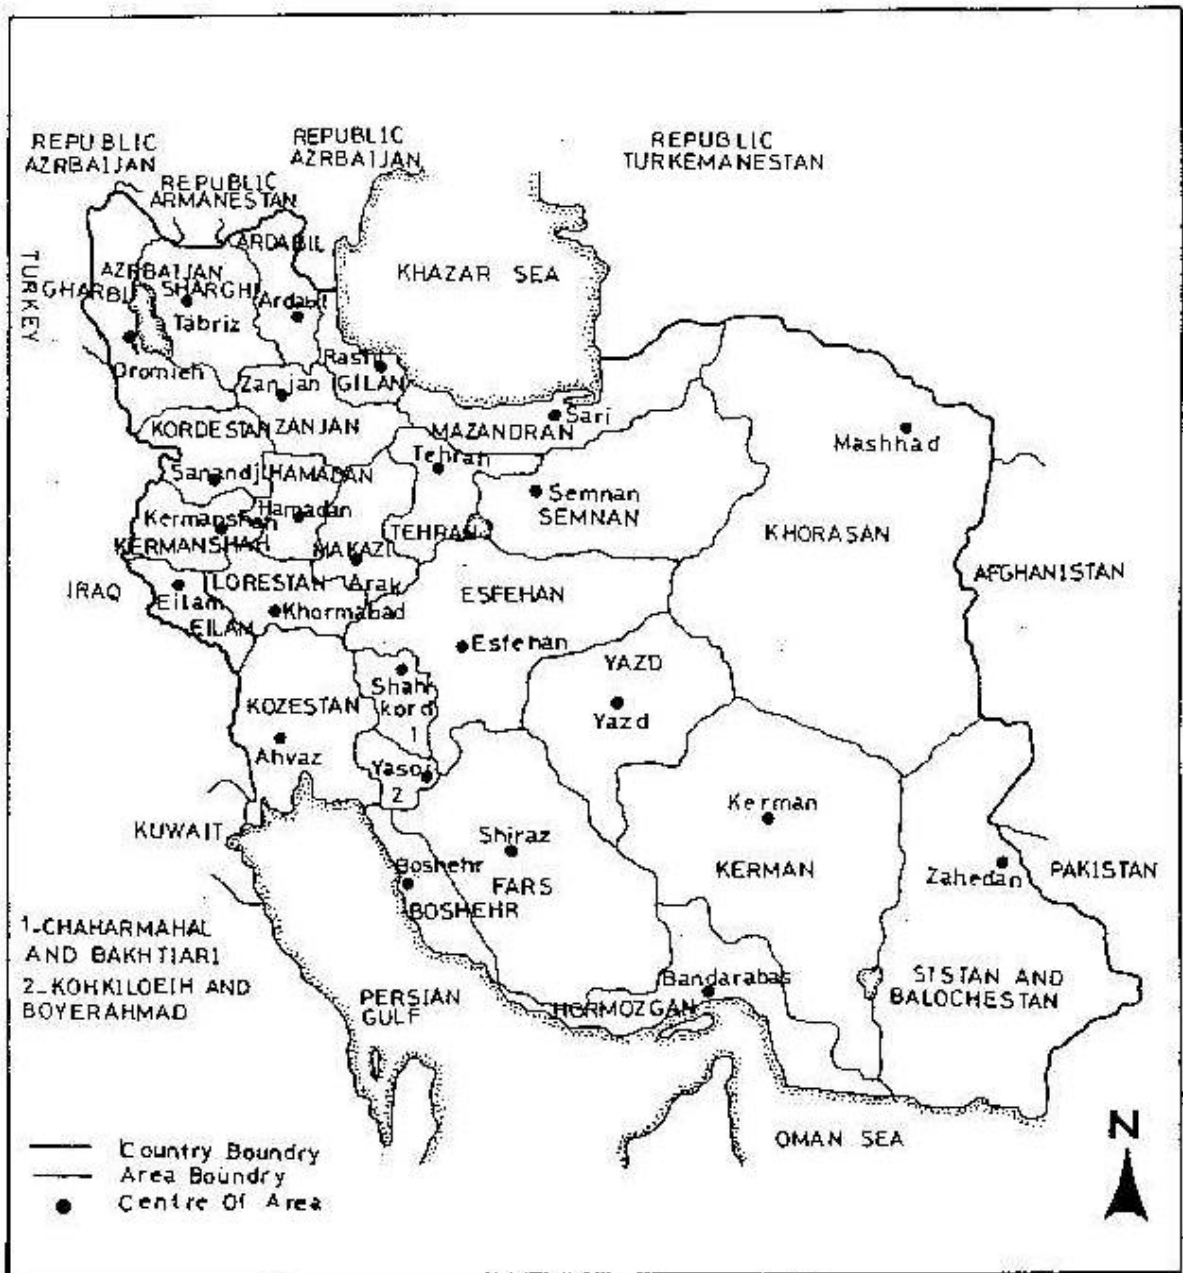 REPUBLIC
AZRBAIJAN
REPUBLIC
ARMANESTAN
REPUBLIC
AZRBAIJAN
REPUBLIC
TURKEMANESTAN
TURKEY
ARDABIL
AZRBAIJAN
GHARBI
SHARGHI
Ardabil
Tabriz
KHAZAR SEA
Oromieh
Rasht
GILAN
Zanjan
ZANJAN
KORDESTAN
MAZANDRAN
Sari
Mashhad
Sanandj
HAMADAN
Tehran
Semnan
SEMNAN
Kermanshah
KERMANSHAH
Hamadan
TEHRAN
KHORASAN
MAKAZI
Arak
AFGHANISTAN
IRAQ
Eilam
EILAM
LORESTAN
Khormabad
ESFEHAN
Esfehan
YAZD
Yazd
Shahr
kord
1
KOZESTAN
Ahvaz
Yasoj
2
KUWAIT
Kerman
KERMAN
Shiraz
FARS
Boshehr
BOSHEHR
Zahedan
PAKISTAN
1_CHAHARMAHAL
AND BAKHTIARI
2_KOHKILOEIH AND
BOYERAHMAD
PERSIAN
GULF
Bandarabas
HORMOZGAN
SISTAN AND
BALOCHESTAN
OMAN SEA
N
Country Boundry
Area Boundry
Centre Of Area